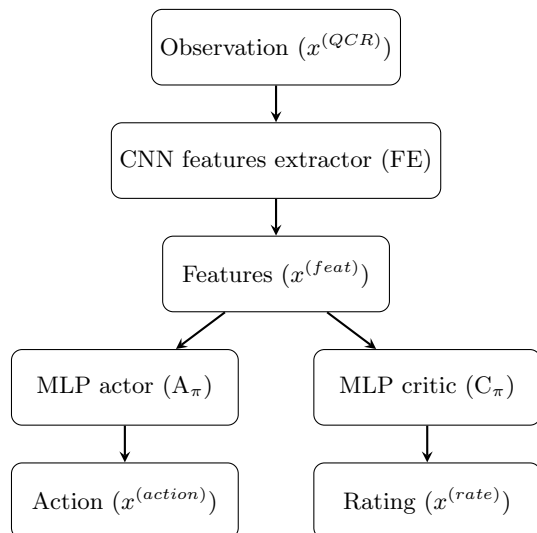 Observation (x^(QCR))
CNN features extractor (FE)
Features (x^(feat))
MLP actor (A_π)
MLP critic (C_π)
Action (x^(action))
Rating (x^(rate))